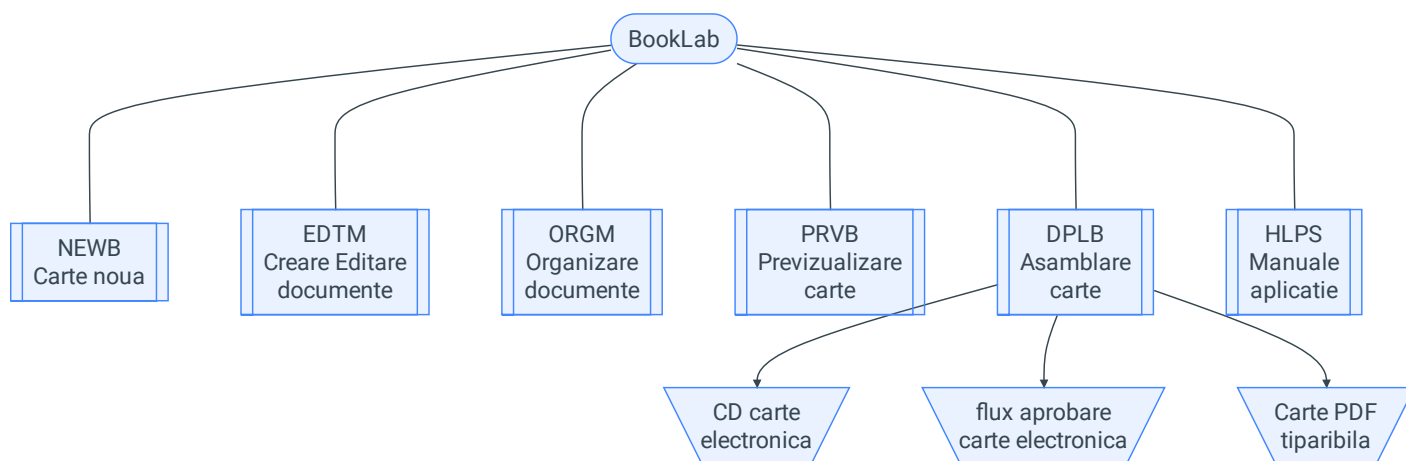 BookLab
NEWB
Carte noua
EDTM
Creare Editare
documente
ORGM
Organizare
documente
PRVB
Previzualizare
carte
DPLB
Asamblare
carte
HLPS
Manuale
aplicatie
CD carte
electronica
flux aprobare
carte electronica
Carte PDF
tiparibila